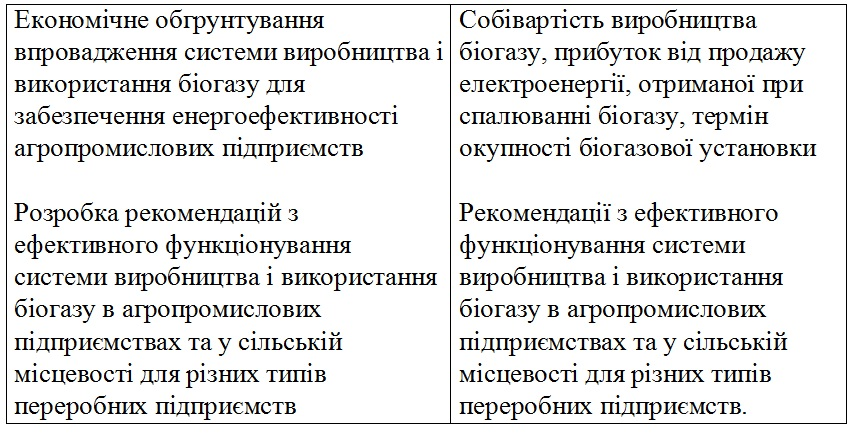 Економічне обгрунтування
впровадження системи виробництва і
використання біогазу для
забезпечення енергоефективності
агропромислових підприємств
Розробка рекомендацій з
ефективного функціонування
системи виробництва і використання
біогазу в агропромислових
підприємствах та у сільській
місцевості для різних типів
переробних підприємств
Собівартість виробництва
біогазу, прибуток від продажу
електроенергії, отриманої при
спалюванні біогазу, термін
окупності біогазової установки
Рекомендації з ефективного
функціонування системи
виробництва і використання
біогазу в агропромислових
підприємствах та у сільській
місцевості для різних типів
переробних підприємств.